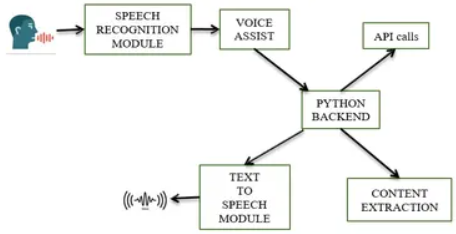 SPEECH
RECOGNITION
MODULE
VOICE
ASSIST
API calls
PYTHON
BACKEND
TEXT
TO
SPEECH
MODULE
CONTENT
EXTRACTION